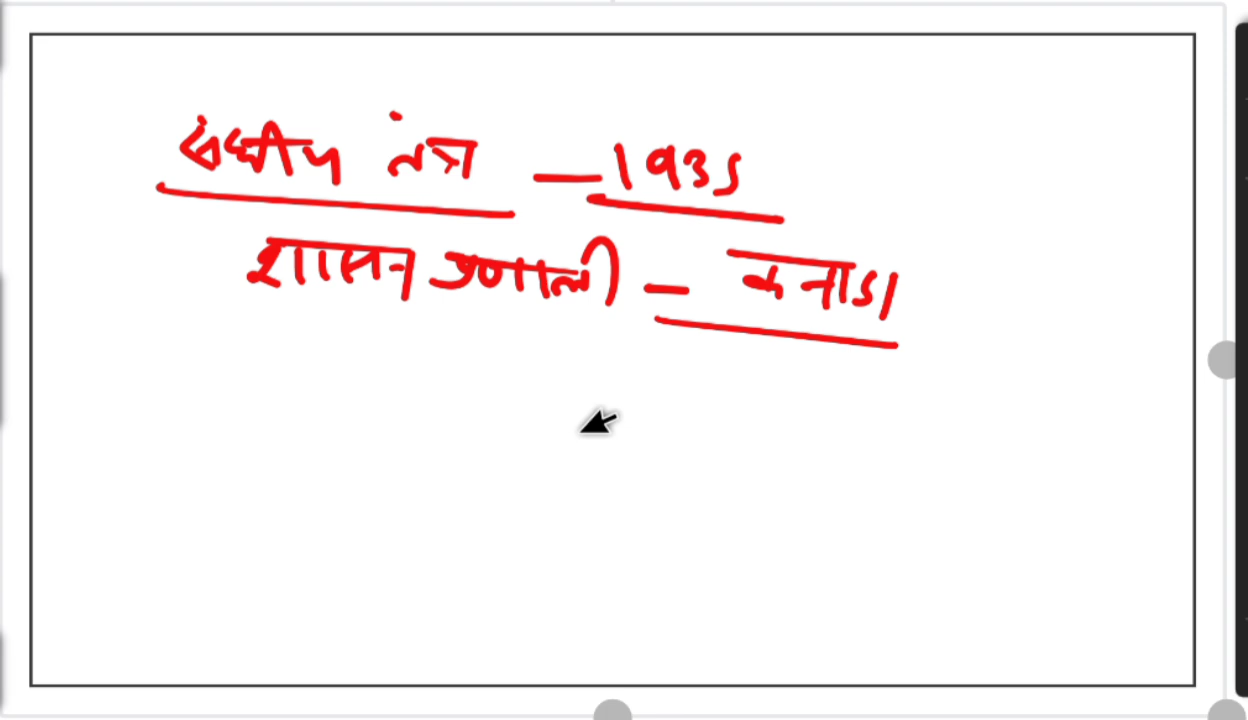 संघीय तंत्र — 1935
शासन प्रणाली — कनाडा